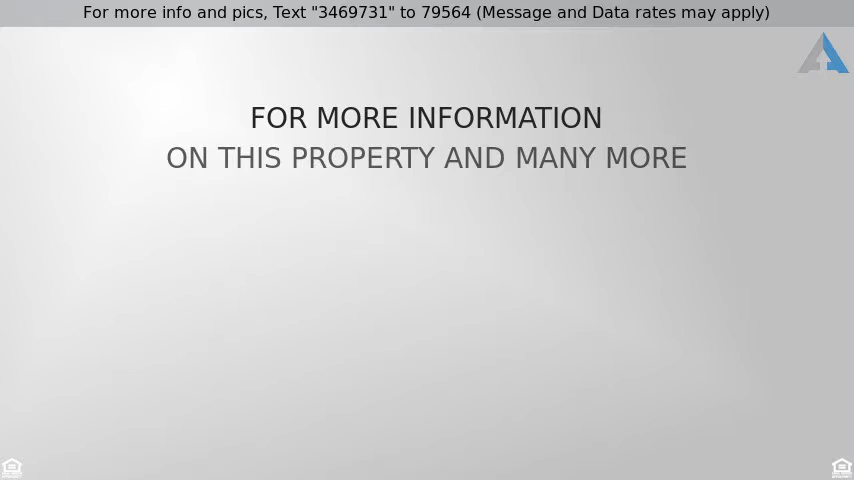 For more info and pics, Text "3469731" to 79564 (Message and Data rates may apply)
FOR MORE INFORMATION
ON THIS PROPERTY AND MANY MORE